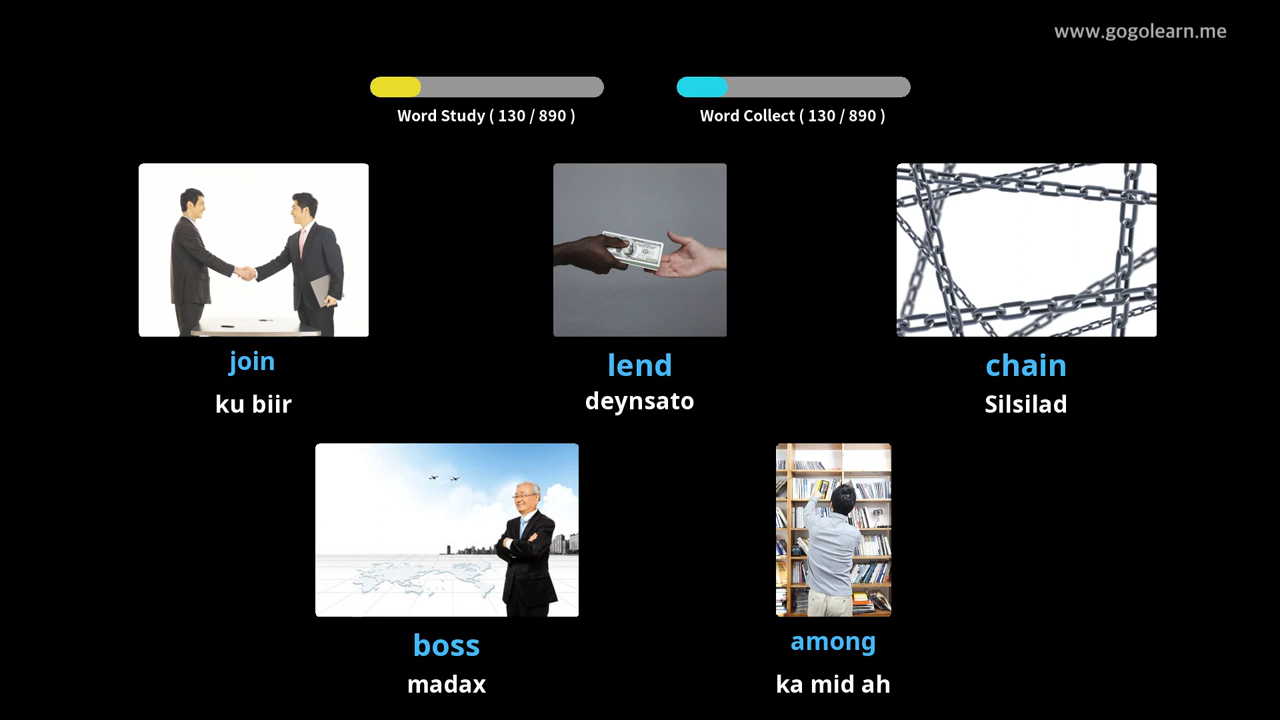 www.gogolearn.me
Word Study ( 130 / 890 )
Word Collect ( 130 / 890 )
join
ku biir
lend
deynsato
chain
Silsilad
boss
madax
among
ka mid ah